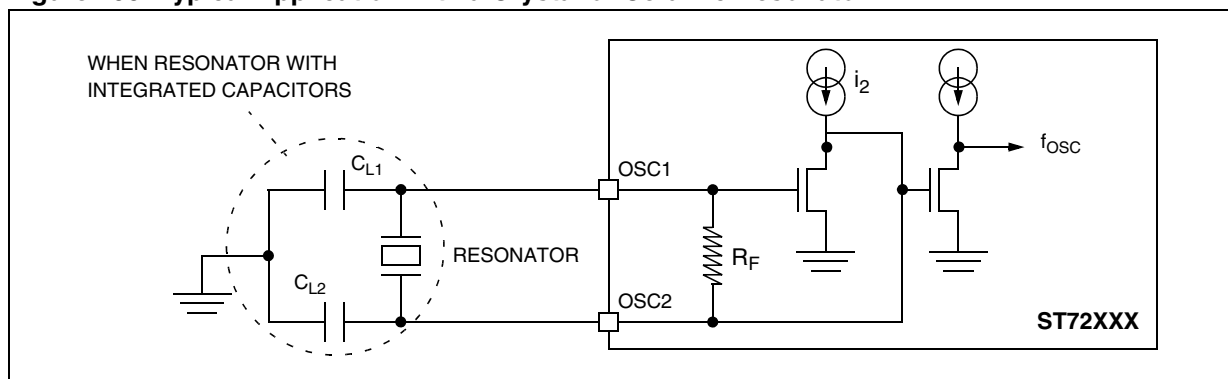 WHEN RESONATOR WITH
INTEGRATED CAPACITORS
CL1
CL2
RESONATOR
OSC1
OSC2
RF
i2
fOSC
ST72XXX